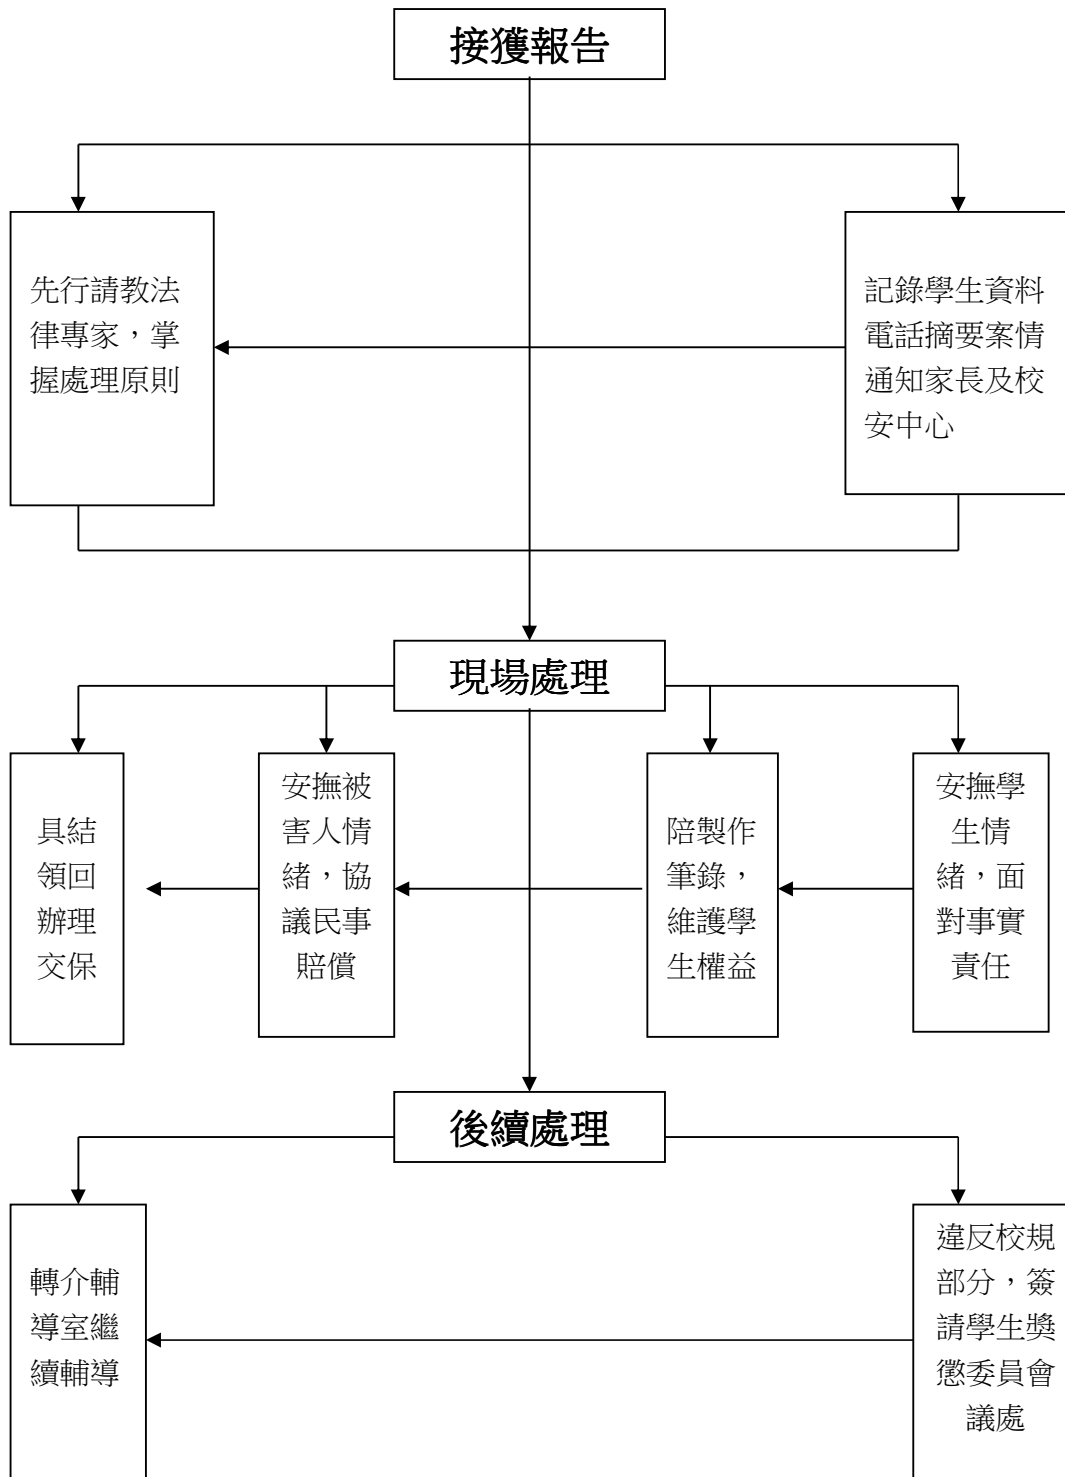 接獲報告
先行請教法
律專家，掌
握處理原則
記錄學生資料
電話摘要案情
通知家長及校
安中心
現場處理
具結
領回
辦理
交保
安撫被
害人情
緒，協
議民事
賠償
陪製作
筆錄，
維護學
生權益
安撫學
生情
緒，面
對事實
責任
後續處理
轉介輔
導室繼
續輔導
違反校規
部分，簽
請學生獎
懲委員會
議處